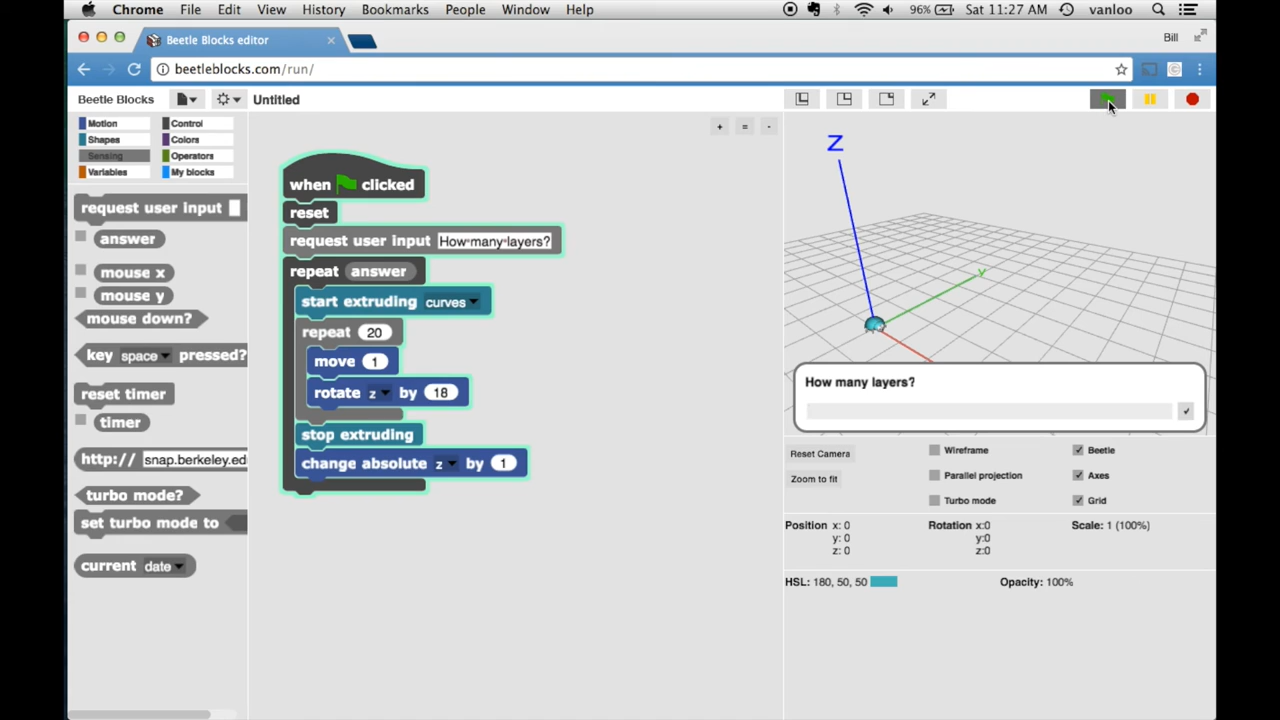 Chrome File Edit View History Bookmarks People Window Help 96% Sat 11:27 AM vanloo
Beetle Blocks editor
Bill
beetleblocks.com/run/
Beetle Blocks
Untitled
Motion Control
Shapes Colors
Sensing Operators
Variables My blocks
+ = -
request user input
answer
mouse x
mouse y
mouse down?
key space pressed?
reset timer
timer
http:// snap.berkeley.ed
turbo mode?
set turbo mode to
current date
when clicked
reset
request user input How many layers?
repeat answer
start extruding curves
repeat 20
move 1
rotate z by 18
stop extruding
change absolute z by 1
Z
y
How many layers?
Reset Camera
Zoom to fit
Wireframe Beetle
Parallel projection Axes
Turbo mode Grid
Position x: 0 Rotation x:0 Scale: 1 (100%)
y: 0 y:0
z: 0 z:0
HSL: 180, 50, 50 Opacity: 100%